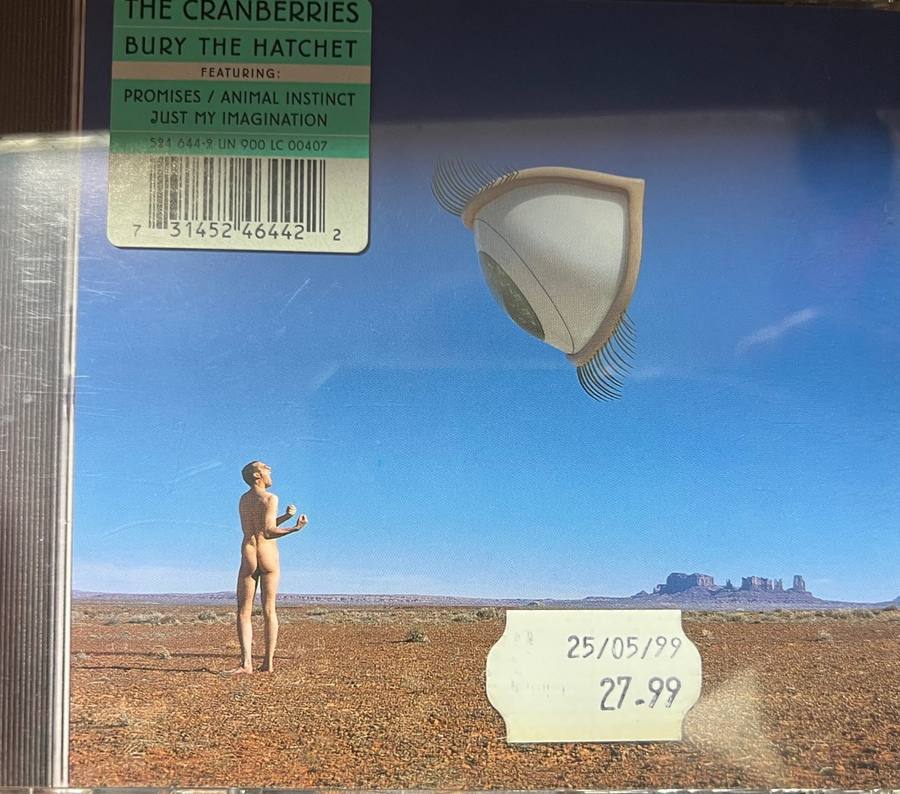 THE CRANBERRIES
BURY THE HATCHET
FEATURING:
PROMISES / ANIMAL INSTINCT
JUST MY IMAGINATION
524 644-2 UN 900 LC 00407
7 31452 46442 2
25/05/99
27.99